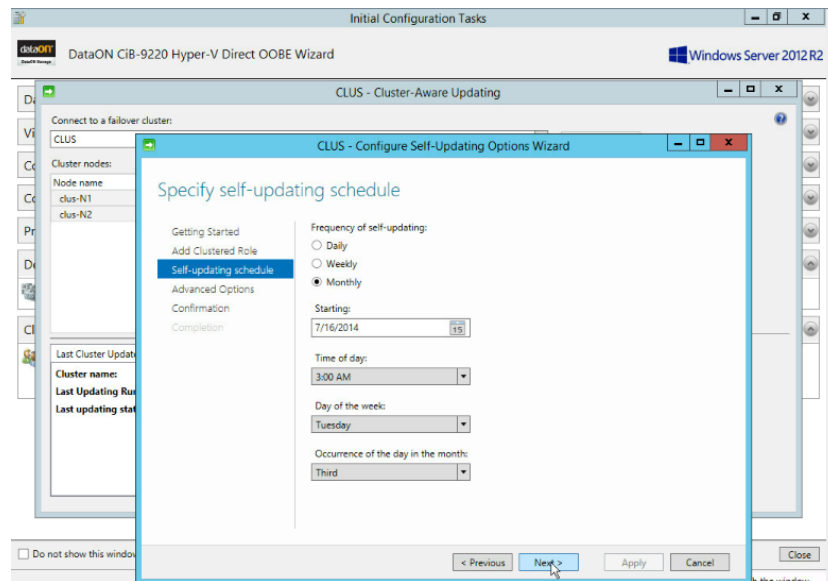 Initial Configuration Tasks
dataON
DataON Storage
DataON CiB-9220 Hyper-V Direct OOBE Wizard
Windows Server 2012 R2
CLUS - Cluster-Aware Updating
Connect to a failover cluster:
CLUS
Cluster nodes:
Node name
clus-N1
clus-N2
Last Cluster Update
Cluster name:
Last Updating Ru
Last updating stat
CLUS - Configure Self-Updating Options Wizard
Specify self-updating schedule
Getting Started
Add Clustered Role
Self-updating schedule
Advanced Options
Confirmation
Completion
Frequency of self-updating:
Daily
Weekly
Monthly
Starting:
7/16/2014
15
Time of day:
3:00 AM
Day of the week:
Tuesday
Occurrence of the day in the month:
Third
< Previous
Next >
Apply
Cancel
Do not show this window
Close